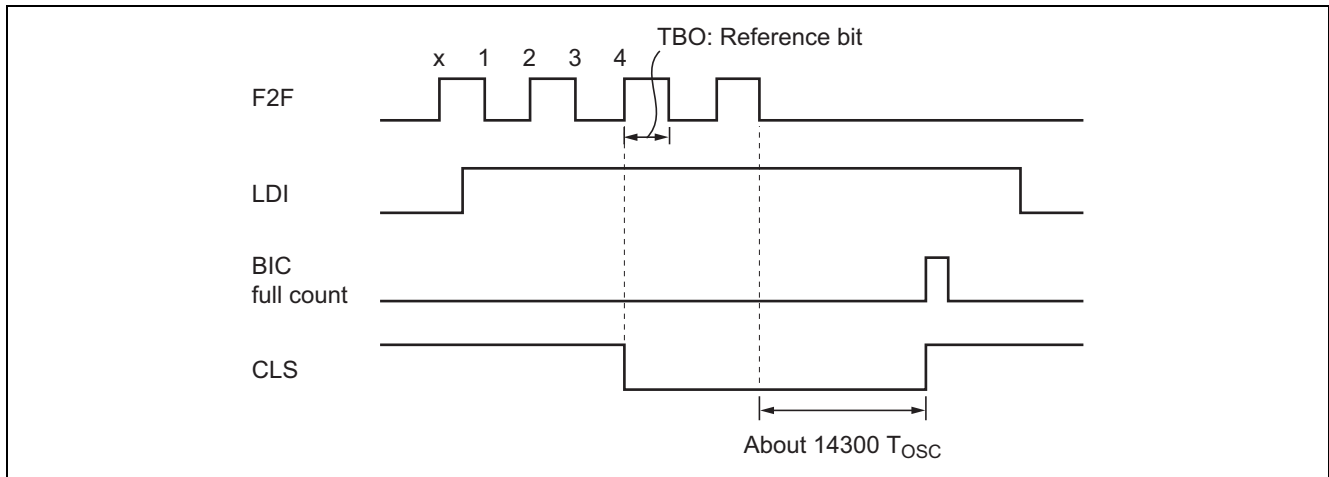 TBO: Reference bit
x 1 2 3 4
F2F
LDI
BIC
full count
CLS
About 14300 TOSC